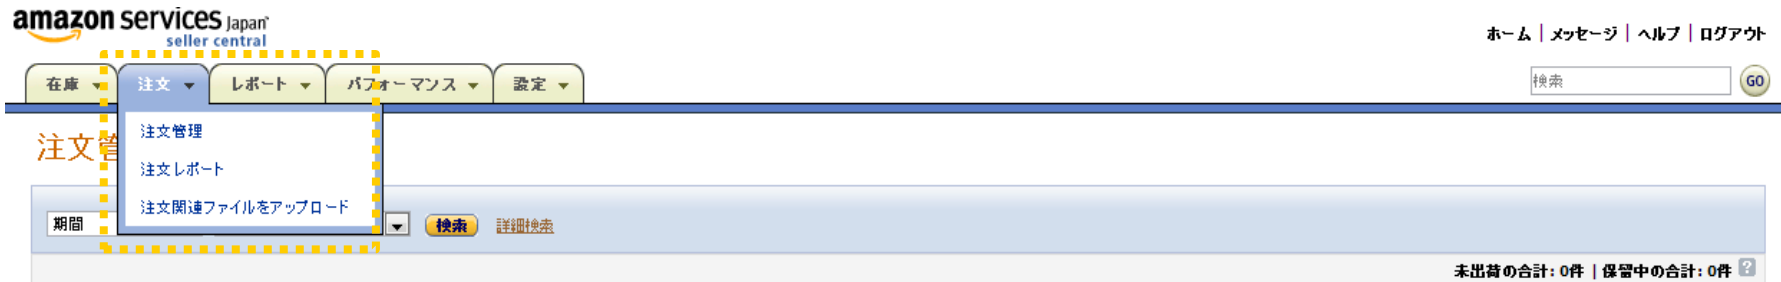 amazon services Japan
seller central
ホーム | メッセージ | ヘルプ | ログアウト
在庫 注文 レポート パフォーマンス 設定 検索 GO
注文管
注文管理
注文レポート
注文関連ファイルをアップロード
期間 検索 詳細検索
未出荷の合計: 0件 | 保留中の合計: 0件 ?